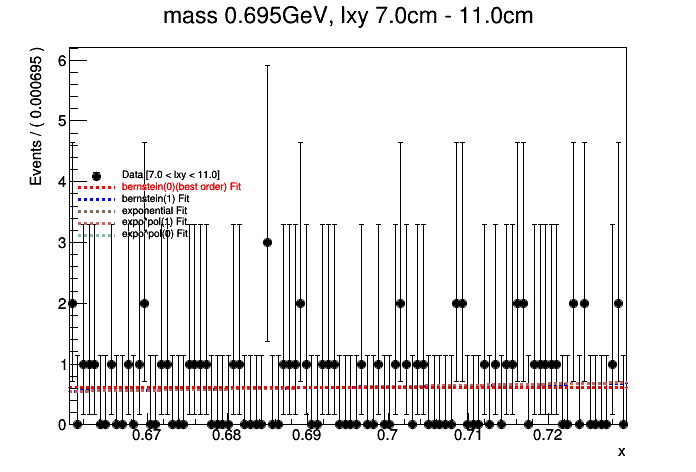 mass 0.695GeV, lxy 7.0cm - 11.0cm
Events / ( 0.000695 )
6
5
4
3
2
1
0
Data [7.0 < lxy < 11.0]
bernstein(0)(best order) Fit
bernstein(1) Fit
exponential Fit
expo*pol(1) Fit
expo*pol(0) Fit
0.67 0.68 0.69 0.7 0.71 0.72
x